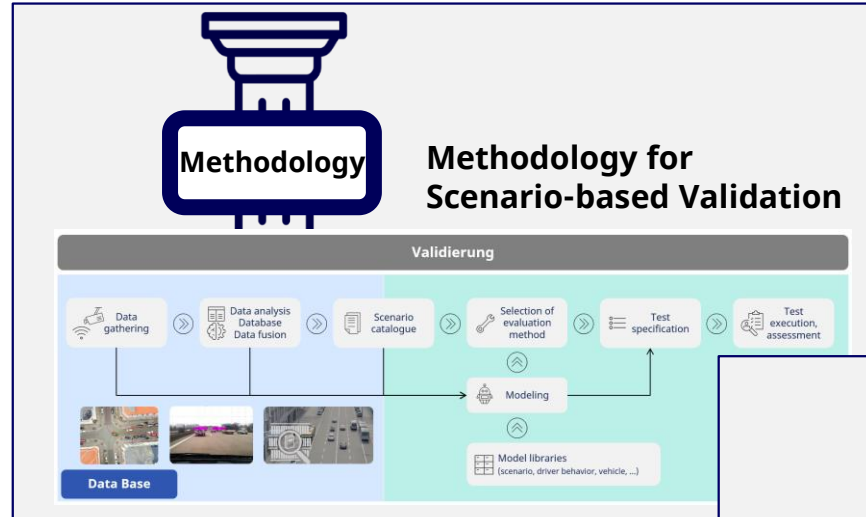 Methodology
Methodology for
Scenario-based Validation
Validierung
Data
gathering
Data analysis
Database
Data fusion
Scenario
catalogue
Selection of
evaluation
method
Test
specification
Test
execution,
assessment
Modeling
Model libraries
(scenario, driver behavior, vehicle, ...)
Data Base